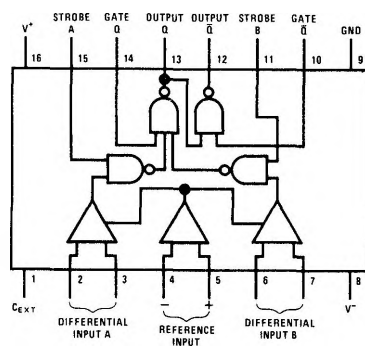 STROBE GATE OUTPUT OUTPUT STROBE GATE
V+ A Q Q Q̄ B Q̄ GND
16 15 14 13 12 11 10 9
1 2 3 4 5 6 7 8
− +
CEXT V−
DIFFERENTIAL REFERENCE DIFFERENTIAL
INPUT A INPUT INPUT B